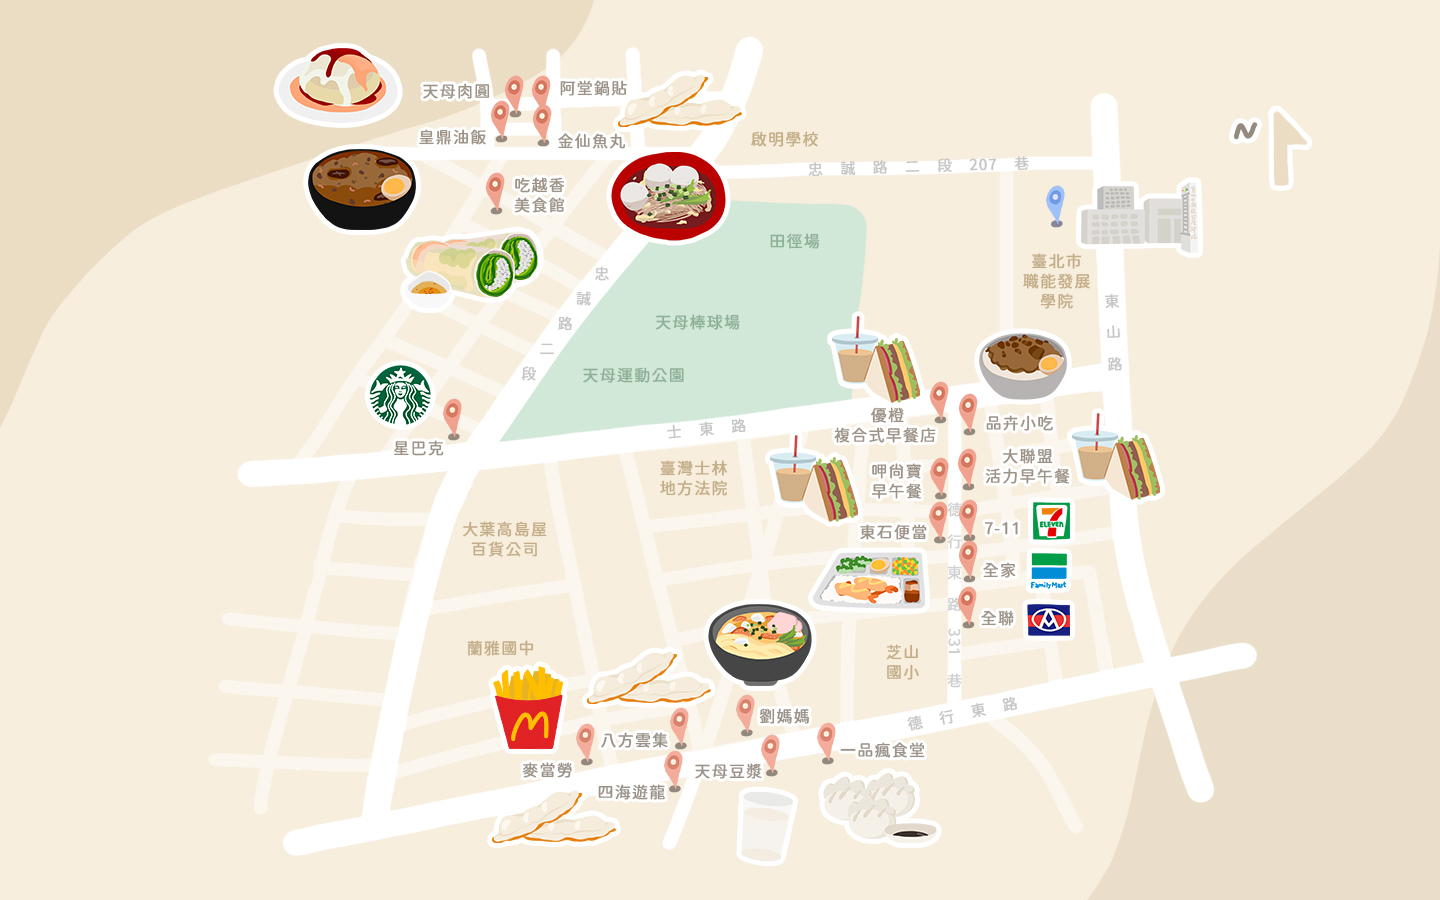 天母肉圓
阿堂鍋貼
皇鼎油飯
金仙魚丸
啟明學校
忠誠路二段207巷
N
吃越香
美食館
田徑場
臺北市
職能發展
學院
忠誠路二段
東山路
天母棒球場
天母運動公園
星巴克
士東路
優橙
複合式早餐店
品卉小吃
臺灣士林
地方法院
呷尚寶
早午餐
大聯盟
活力早午餐
大葉高島屋
百貨公司
東石便當
7-11
7
ELEVEn
全家
FamilyMart
全聯
德行東路331巷
蘭雅國中
芝山
國小
德行東路
劉媽媽
八方雲集
麥當勞
四海遊龍
天母豆漿
一品瘋食堂